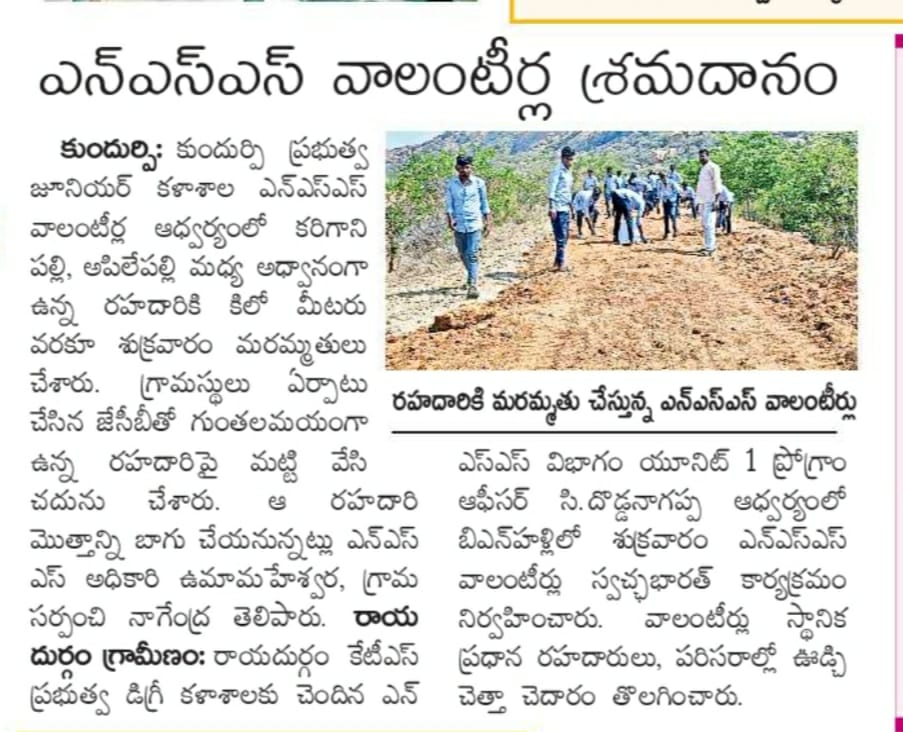 ఎన్ఎస్ఎస్ వాలంటీర్ల శ్రమదానం
కుందుర్పి: కుందుర్పి ప్రభుత్వ
జూనియర్ కళాశాల ఎన్ఎస్ఎస్
వాలంటీర్ల ఆధ్వర్యంలో కరిగాని
పల్లి, అపిలేపల్లి మధ్య అధ్వానంగా
ఉన్న రహదారికి కిలో మీటరు
వరకూ శుక్రవారం మరమ్మతులు
చేశారు. గ్రామస్థులు ఏర్పాటు
చేసిన జేసీబీతో గుంతలమయంగా
ఉన్న రహదారిపై మట్టి వేసి
చదును చేశారు. ఆ రహదారి
మొత్తాన్ని బాగు చేయనున్నట్లు ఎన్ఎస్
ఎస్ అధికారి ఉమామహేశ్వర, గ్రామ
సర్పంచి నాగేంద్ర తెలిపారు. రాయ
దుర్గం గ్రామీణం: రాయదుర్గం కేటీఎస్
ప్రభుత్వ డిగ్రీ కళాశాలకు చెందిన ఎన్
రహదారికి మరమ్మతు చేస్తున్న ఎన్ఎస్ఎస్ వాలంటీర్లు
ఎస్ఎస్ విభాగం యూనిట్ 1 ప్రోగ్రాం
ఆఫీసర్ సి.దొడ్డనాగప్ప ఆధ్వర్యంలో
బిఎన్‌హళ్లిలో శుక్రవారం ఎన్ఎస్ఎస్
వాలంటీర్లు స్వచ్ఛభారత్ కార్యక్రమం
నిర్వహించారు. వాలంటీర్లు స్థానిక
ప్రధాన రహదారులు, పరిసరాల్లో ఊడ్చి
చెత్తా చెదారం తొలగించారు.